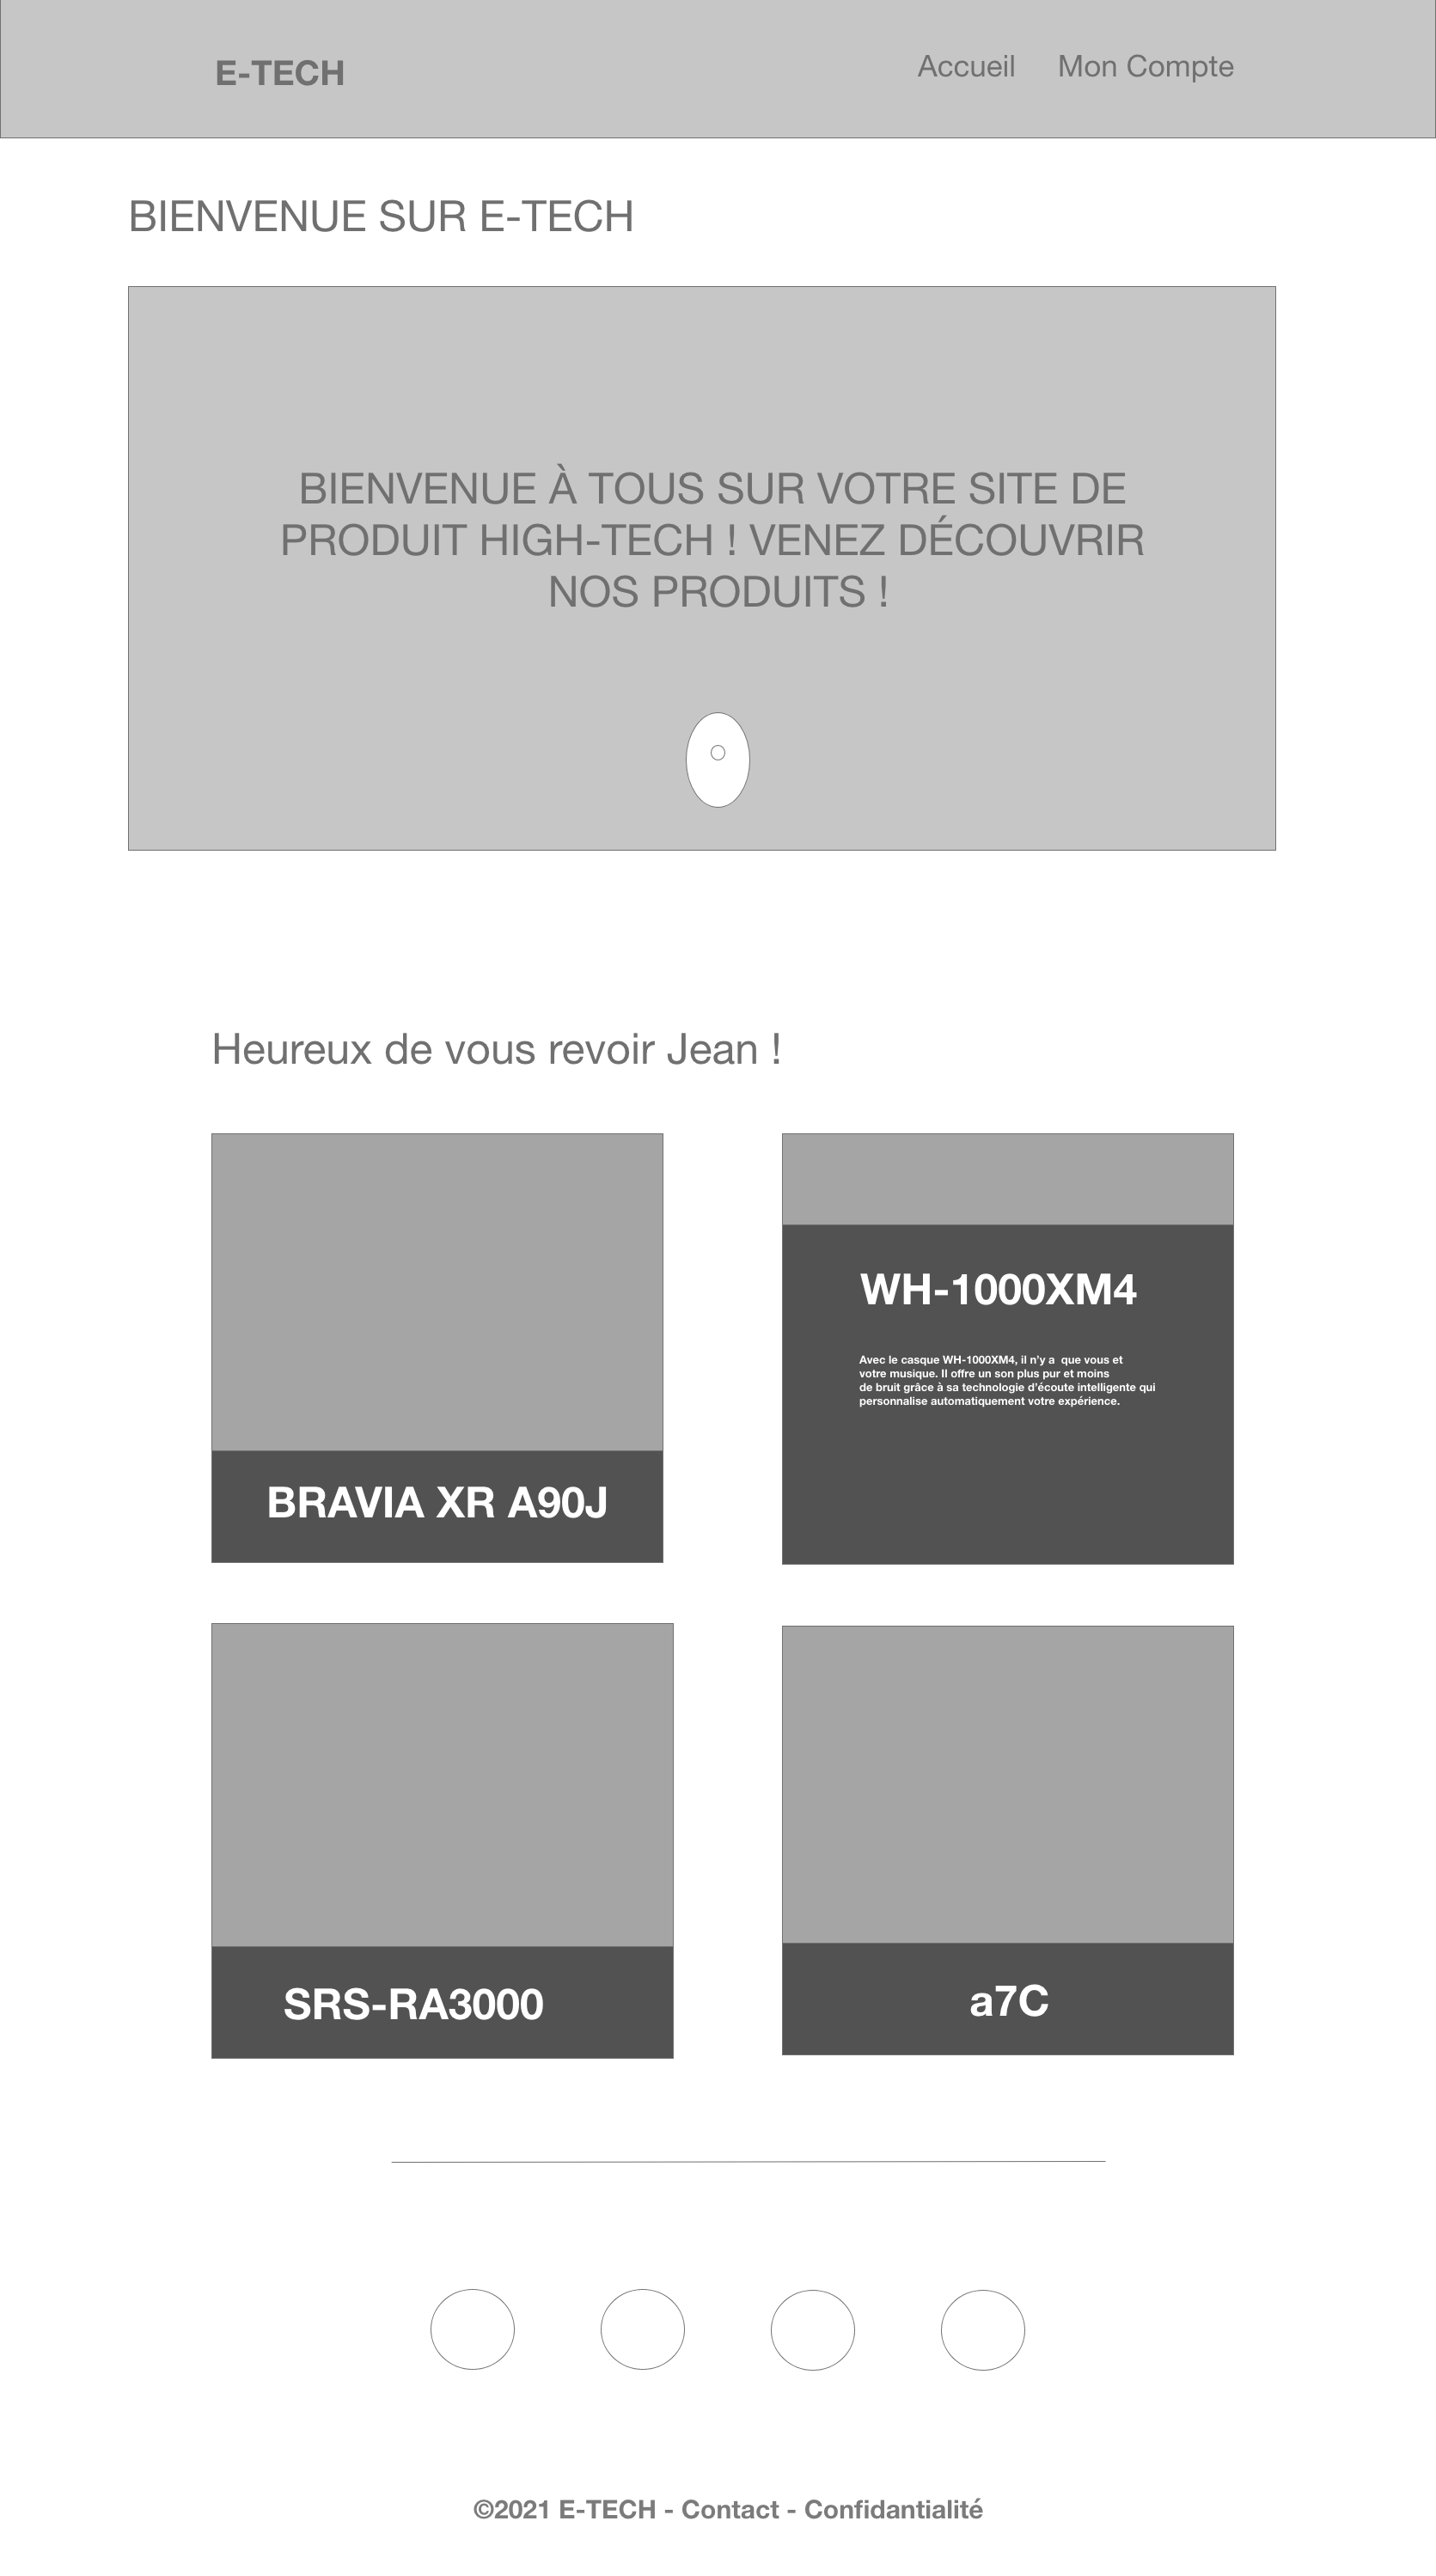 E-TECH
Accueil Mon Compte
BIENVENUE SUR E-TECH
BIENVENUE À TOUS SUR VOTRE SITE DE
PRODUIT HIGH-TECH ! VENEZ DÉCOUVRIR
NOS PRODUITS !
Heureux de vous revoir Jean !
BRAVIA XR A90J
WH-1000XM4
Avec le casque WH-1000XM4, il n'y a  que vous et
votre musique. Il offre un son plus pur et moins
de bruit grâce à sa technologie d'écoute intelligente qui
personnalise automatiquement votre expérience.
SRS-RA3000
a7C
©2021 E-TECH - Contact - Confidantialité